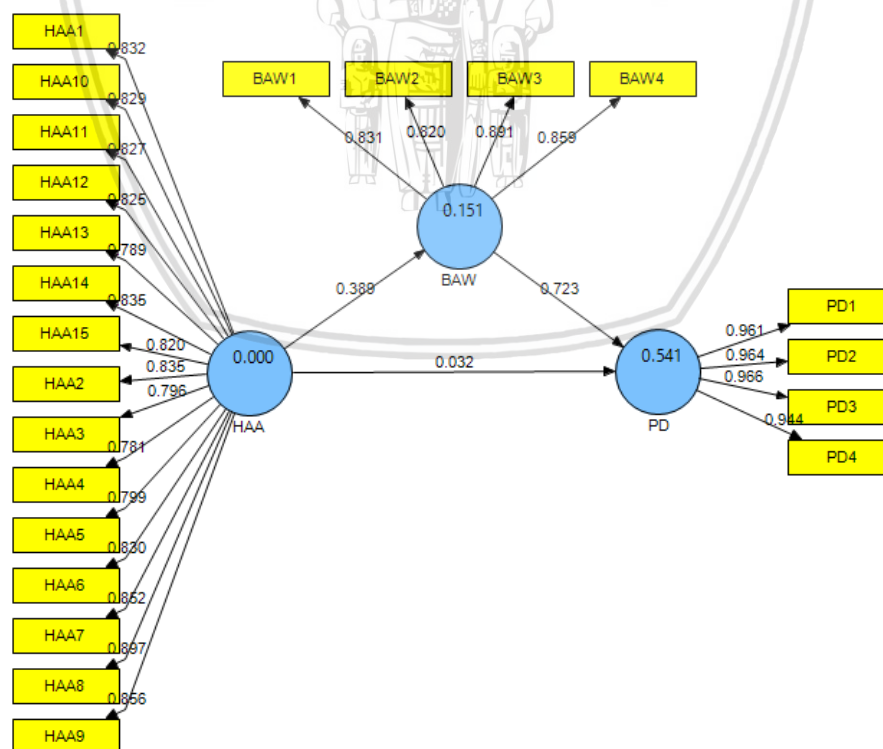 HAA1
0.832
HAA10
0.829
HAA11
0.827
HAA12
0.825
HAA13
0.789
HAA14
0.835
HAA15
0.820
HAA2
0.835
HAA3
0.796
HAA4
0.781
HAA5
0.799
HAA6
0.830
HAA7
0.852
HAA8
0.897
HAA9
0.856
BAW1 BAW2 BAW3 BAW4
0.831 0.820 0.891 0.859
0.151
BAW
0.389 0.723
0.000
HAA
0.032
0.541
PD
PD1
0.961
PD2
0.964
PD3
0.966
PD4
0.944